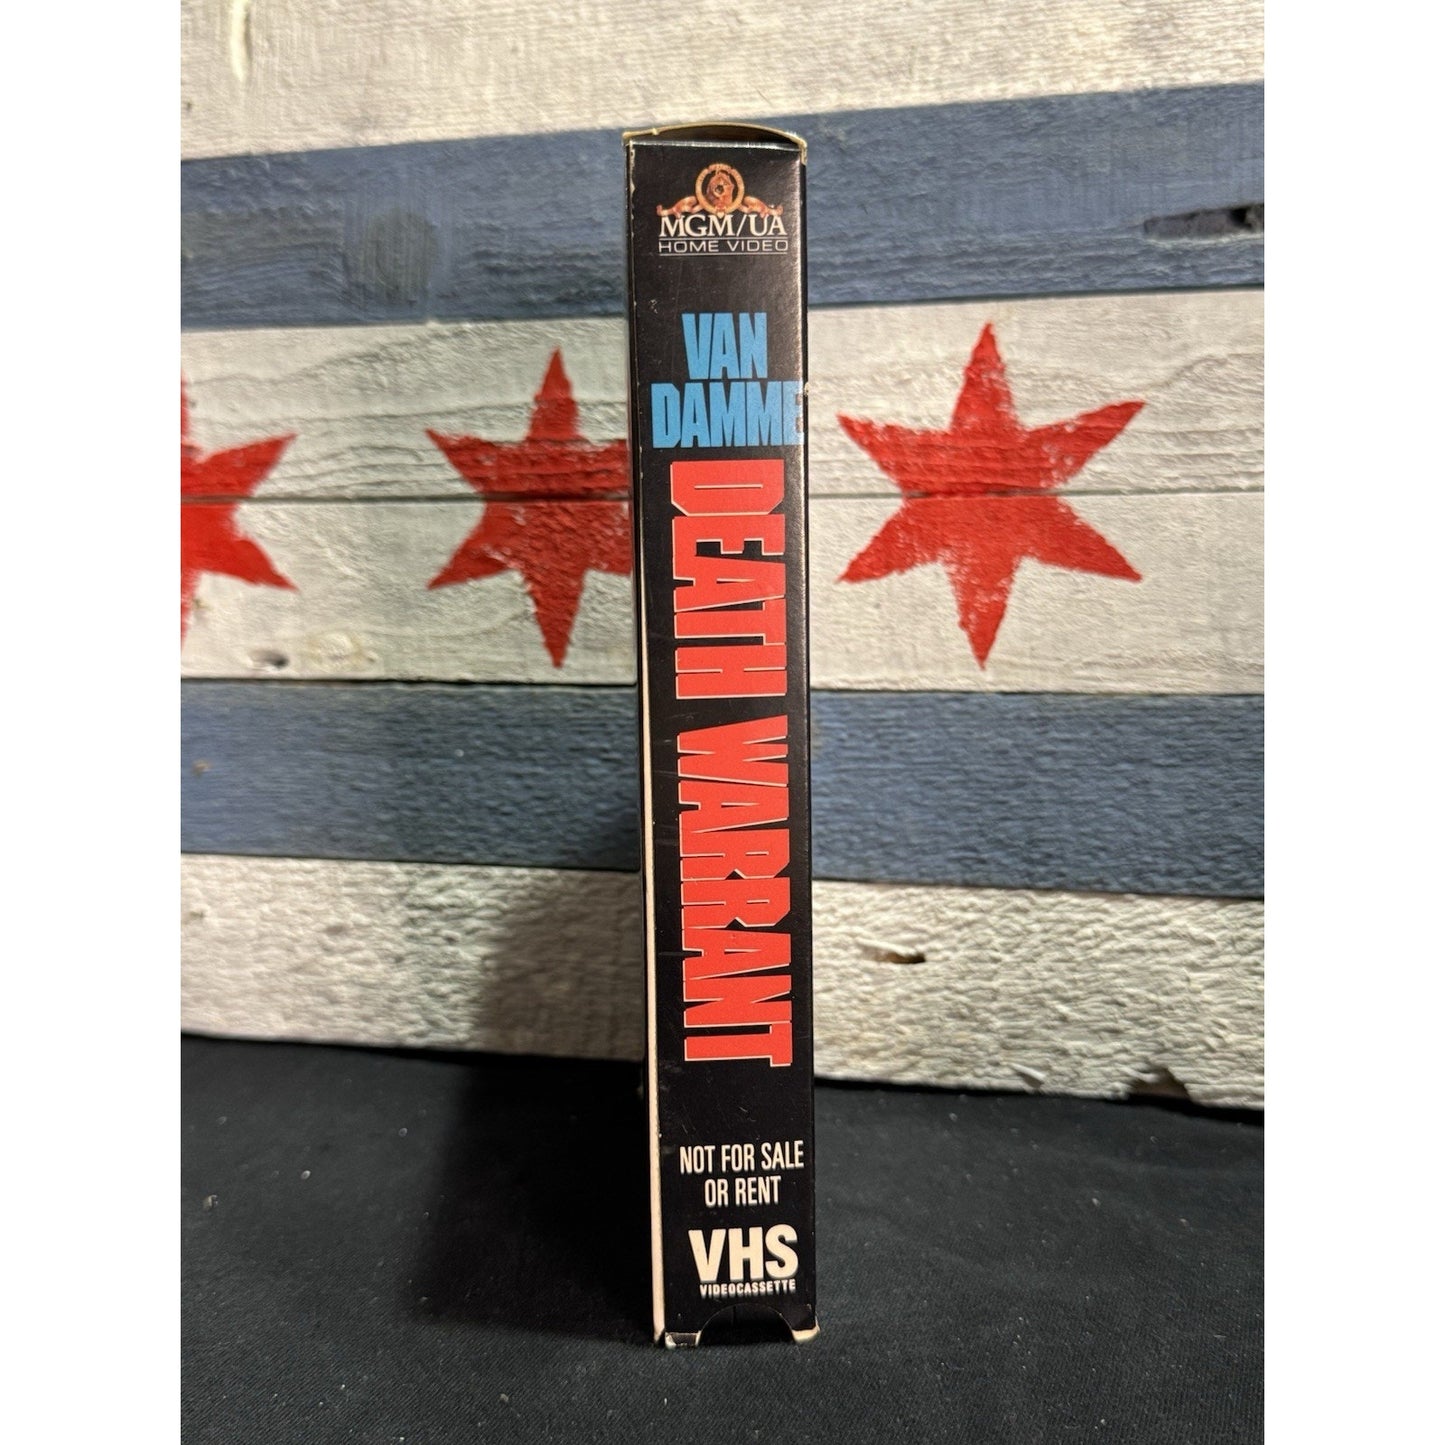 MGM/UA
HOME VIDEO
VAN
DAMME
DEATH WARRANT
NOT FOR SALE
OR RENT
VHS
VIDEOCASSETTE